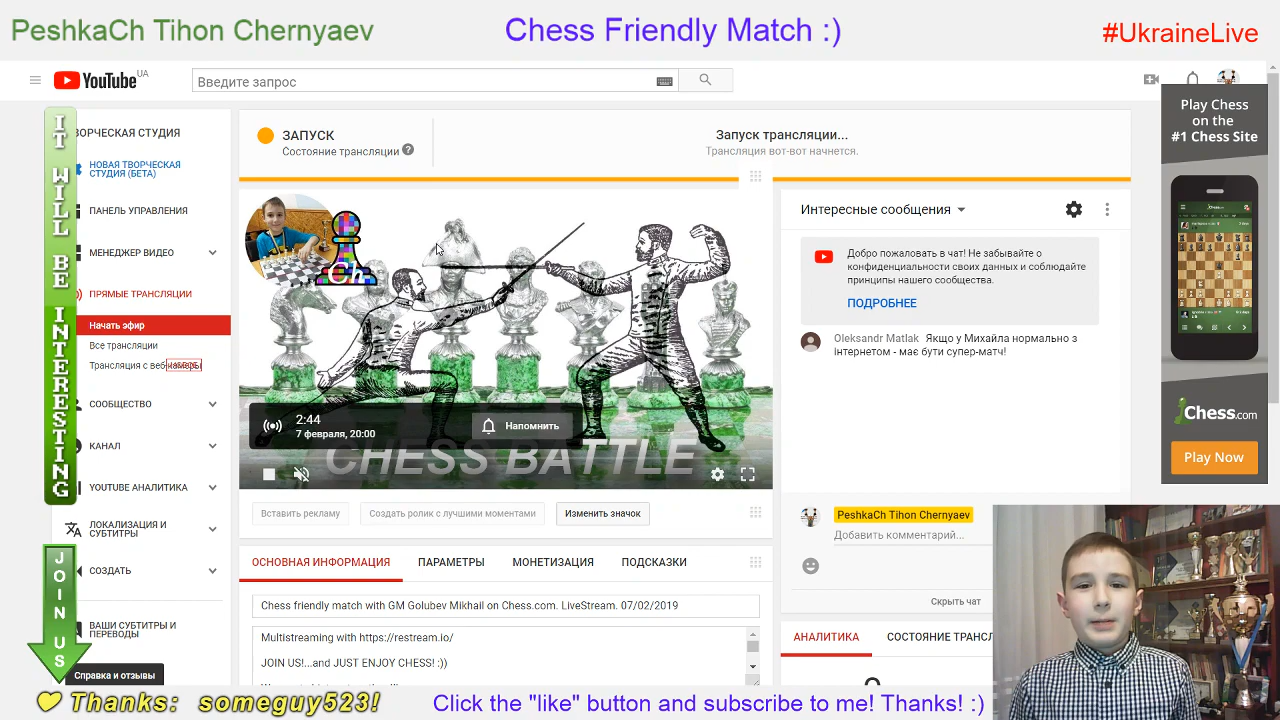 PeshkaCh Tihon Chernyaev
Chess Friendly Match :)
#UkraineLive
YouTube UA
Введите запрос
IT WILL BE INTERESTING
JOIN US
ТВОРЧЕСКАЯ СТУДИЯ
НОВАЯ ТВОРЧЕСКАЯ
СТУДИЯ (БЕТА)
ПАНЕЛЬ УПРАВЛЕНИЯ
МЕНЕДЖЕР ВИДЕО
ПРЯМЫЕ ТРАНСЛЯЦИИ
Начать эфир
Все трансляции
Трансляция с веб-камеры
СООБЩЕСТВО
КАНАЛ
YOUTUBE АНАЛИТИКА
ЛОКАЛИЗАЦИЯ И
СУБТИТРЫ
СОЗДАТЬ
ВАШИ СУБТИТРЫ И
ПЕРЕВОДЫ
Справка и отзывы
ЗАПУСК
Состояние трансляции ?
Запуск трансляции...
Трансляция вот-вот начнется.
Ch
2:44
7 февраля, 20:00
Напомнить
CHESS BATTLE
Вставить рекламу
Создать ролик с лучшими моментами
Изменить значок
ОСНОВНАЯ ИНФОРМАЦИЯ
ПАРАМЕТРЫ
МОНЕТИЗАЦИЯ
ПОДСКАЗКИ
Chess friendly match with GM Golubev Mikhail on Chess.com. LiveStream. 07/02/2019
Multistreaming with https://restream.io/
JOIN US!...and JUST ENJOY CHESS! :))
Интересные сообщения
Добро пожаловать в чат! Не забывайте о
конфиденциальности своих данных и соблюдайте
принципы нашего сообщества.
ПОДРОБНЕЕ
Oleksandr Matlak Якщо у Михайла нормально з
інтернетом - має бути супер-матч!
PeshkaCh Tihon Chernyaev
Добавить комментарий...
Скрыть чат
АНАЛИТИКА
СОСТОЯНИЕ ТРАНСЛ
Play Chess
on the
#1 Chess Site
Chess.com
Play Now
Thanks: someguy523!
Click the "like" button and subscribe to me! Thanks! :)